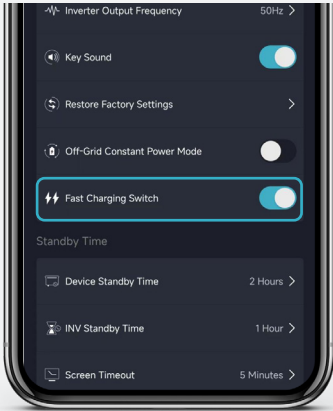 Inverter Output Frequency 50Hz >
Key Sound
Restore Factory Settings >
Off-Grid Constant Power Mode
Fast Charging Switch
Standby Time
Device Standby Time 2 Hours >
INV Standby Time 1 Hour >
Screen Timeout 5 Minutes >